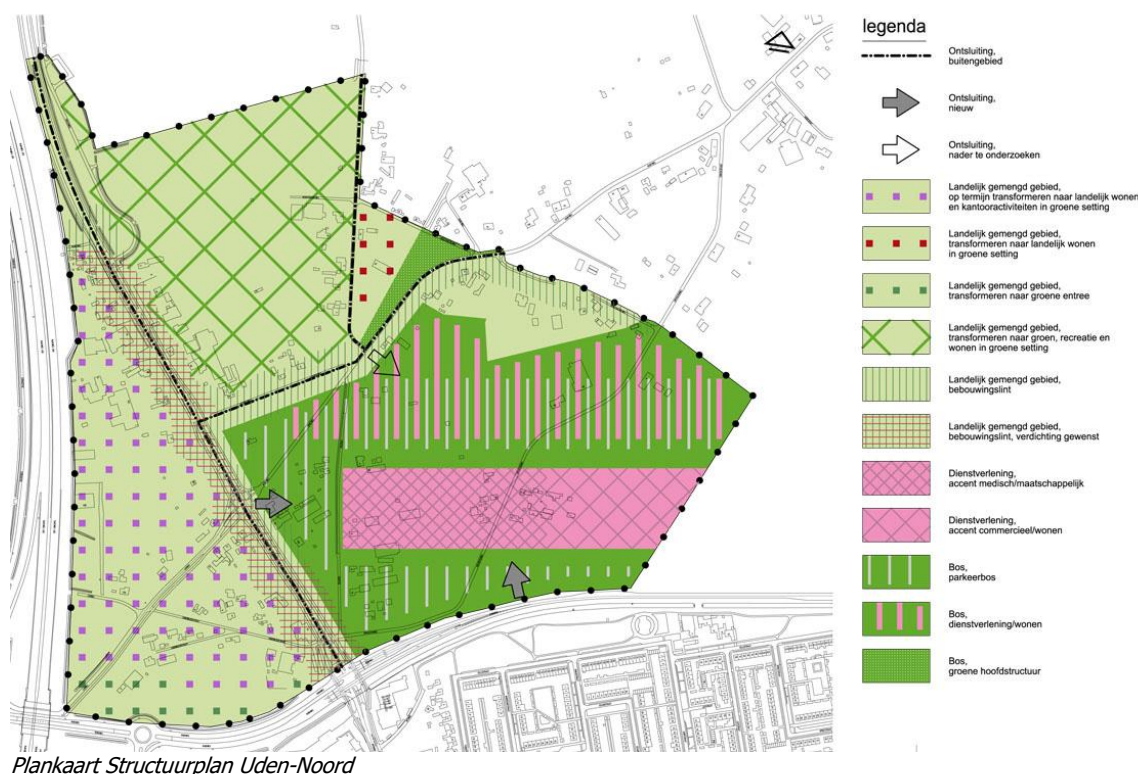 legenda
Ontsluiting,
buitengebied
Ontsluiting,
nieuw
Ontsluiting,
nader te onderzoeken
Landelijk gemengd gebied,
op termijn transformeren naar landelijk wonen
en kantooractiviteiten in groene setting
Landelijk gemengd gebied,
transformeren naar landelijk wonen
in groene setting
Landelijk gemengd gebied,
transformeren naar groene entree
Landelijk gemengd gebied,
transformeren naar groen, recreatie en
wonen in groene setting
Landelijk gemengd gebied,
bebouwingslint
Landelijk gemengd gebied,
bebouwingslint, verdichting gewenst
Dienstverlening,
accent medisch/maatschappelijk
Dienstverlening,
accent commercieel/wonen
Bos,
parkeerbos
Bos,
dienstverlening/wonen
Bos,
groene hoofdstructuur
Plankaart Structuurplan Uden-Noord